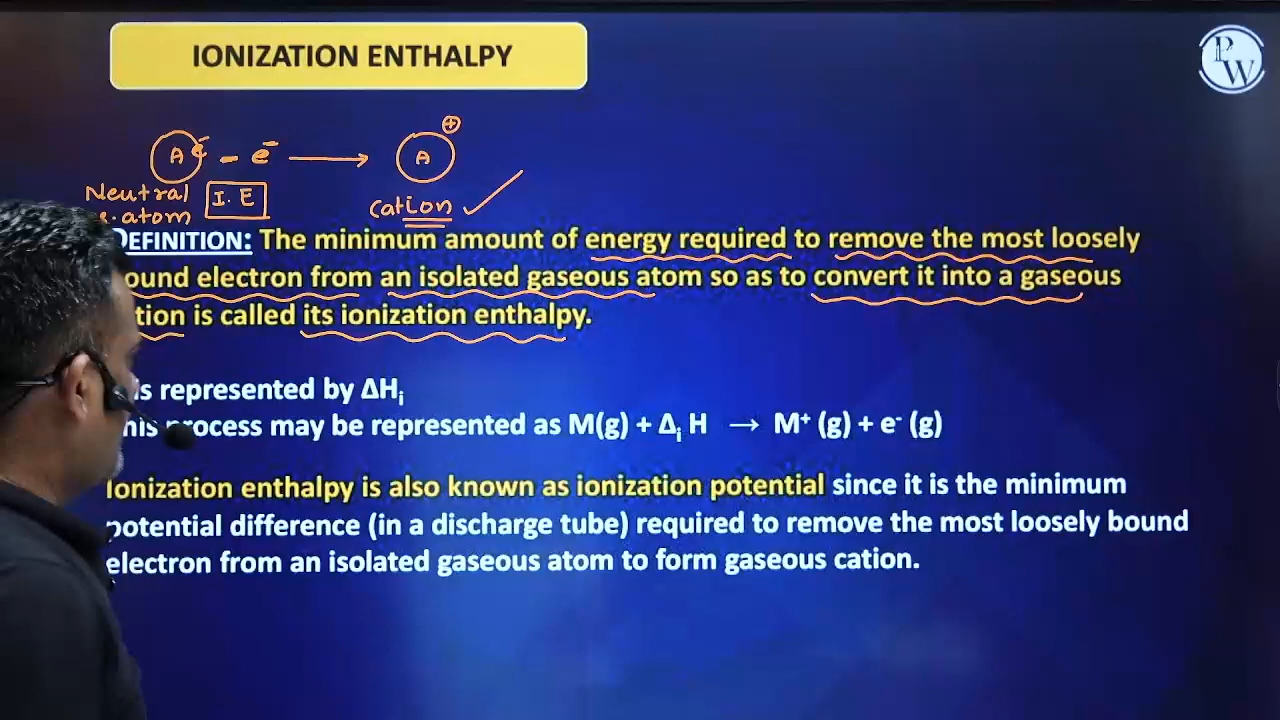 IONIZATION ENTHALPY
PW
A e⁻ - e⁻ ⟶ A ⊕
Neutral I.E Cation ✓
atom
DEFINITION: The minimum amount of energy required to remove the most loosely
ound electron from an isolated gaseous atom so as to convert it into a gaseous
tion is called its ionization enthalpy.
is represented by ΔHᵢ
his process may be represented as M(g) + Δᵢ H → M⁺ (g) + e⁻ (g)
Ionization enthalpy is also known as ionization potential since it is the minimum
potential difference (in a discharge tube) required to remove the most loosely bound
electron from an isolated gaseous atom to form gaseous cation.